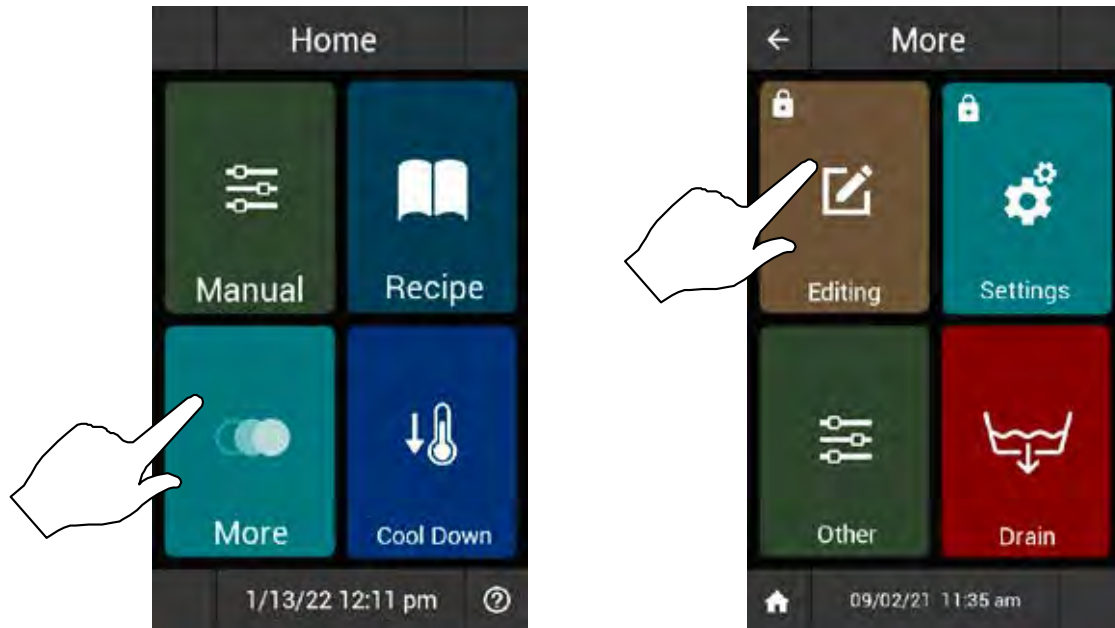 Home
Manual
Recipe
More
Cool Down
1/13/22 12:11 pm
More
Editing
Settings
Other
Drain
09/02/21 11:35 am